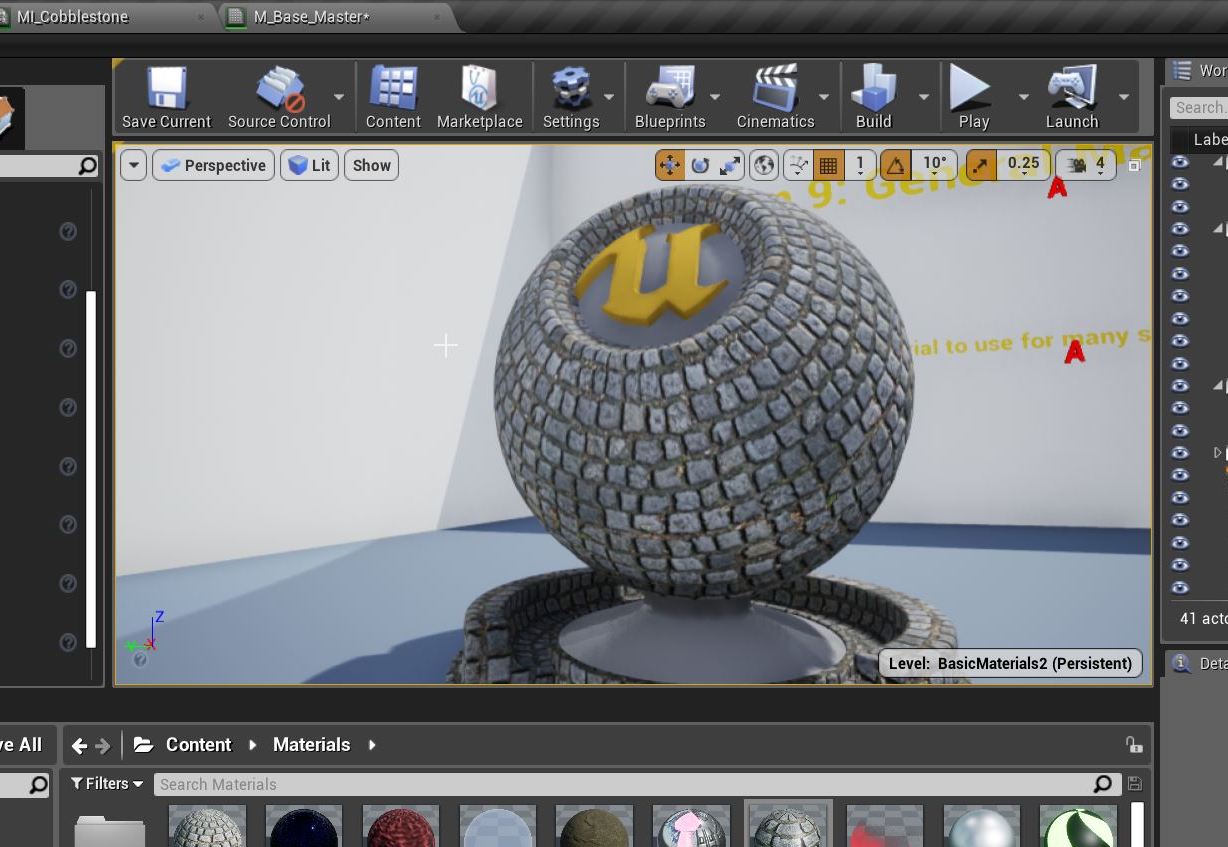 MI_Cobblestone
M_Base_Master*
Save Current
Source Control
Content
Marketplace
Settings
Blueprints
Cinematics
Build
Play
Launch
Wor
Search
Labe
Perspective
Lit
Show
1
10°
0.25
4
9: General Ma
ial to use for many s
A
A
Z
Level: BasicMaterials2 (Persistent)
41 acto
Deta
ve All
Content
Materials
Filters
Search Materials